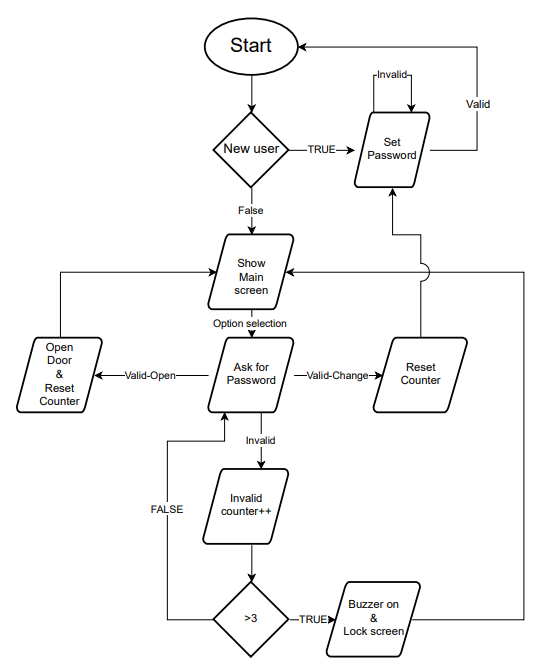 Start
Invalid
Valid
New user
TRUE
Set
Password
False
Show
Main
screen
Option selection
Open
Door
&
Reset
Counter
Valid-Open
Ask for
Password
Valid-Change
Reset
Counter
Invalid
Invalid
counter++
FALSE
>3
TRUE
Buzzer on
&
Lock screen